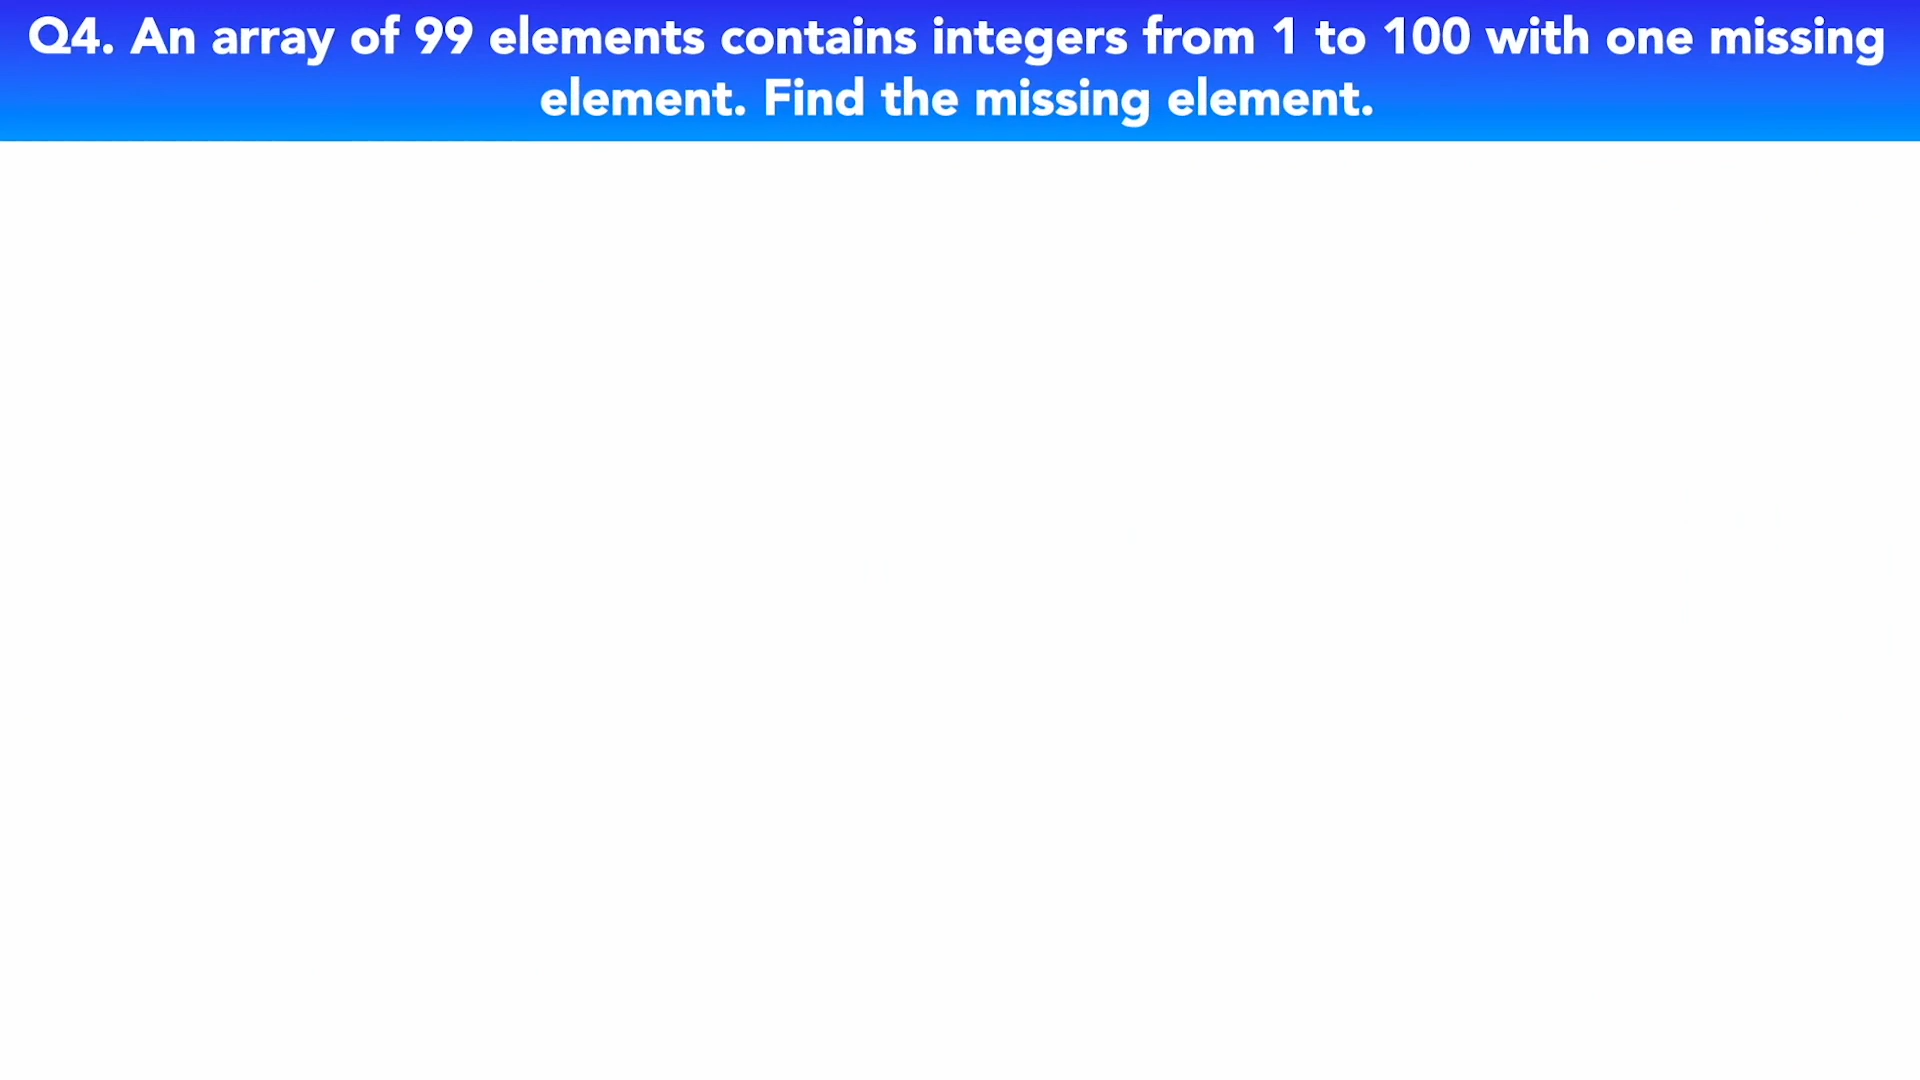 Q4. An array of 99 elements contains integers from 1 to 100 with one missing
element. Find the missing element.